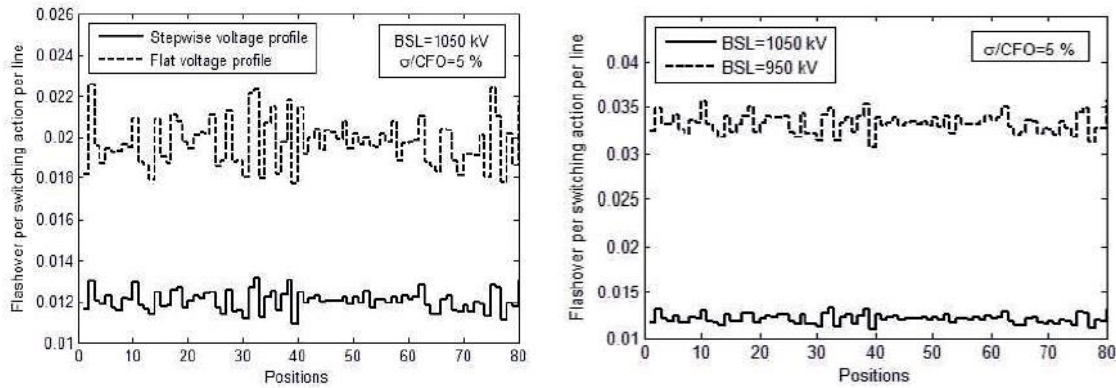 0.026
0.024
0.022
0.02
0.018
0.016
0.014
0.012
0.01
Flashover per switching action per line
Stepwise voltage profile
Flat voltage profile
BSL=1050 kV
σ/CFO=5 %
0 10 20 30 40 50 60 70 80
Positions
0.04
0.035
0.03
0.025
0.02
0.015
0.01
Flashover per switching action per line
BSL=1050 kV
BSL=950 kV
σ/CFO=5 %
0 10 20 30 40 50 60 70 80
Positions